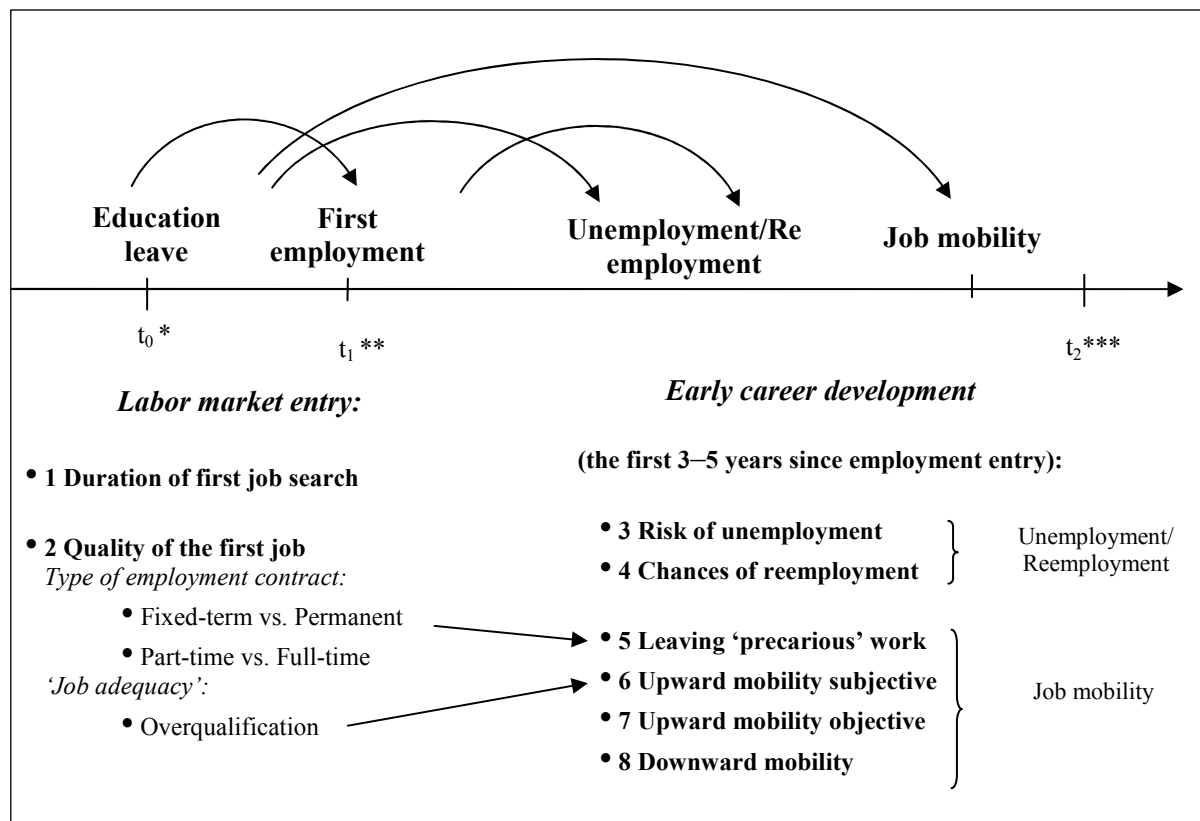 Education
leave
First
employment
Unemployment/Re
employment
Job mobility
t₀ *
t₁ **
t₂***
Labor market entry:
• 1 Duration of first job search
• 2 Quality of the first job
Type of employment contract:
• Fixed-term vs. Permanent
• Part-time vs. Full-time
‘Job adequacy’:
• Overqualification
Early career development
(the first 3–5 years since employment entry):
• 3 Risk of unemployment
• 4 Chances of reemployment
Unemployment/
Reemployment
• 5 Leaving ‘precarious’ work
• 6 Upward mobility subjective
• 7 Upward mobility objective
• 8 Downward mobility
Job mobility